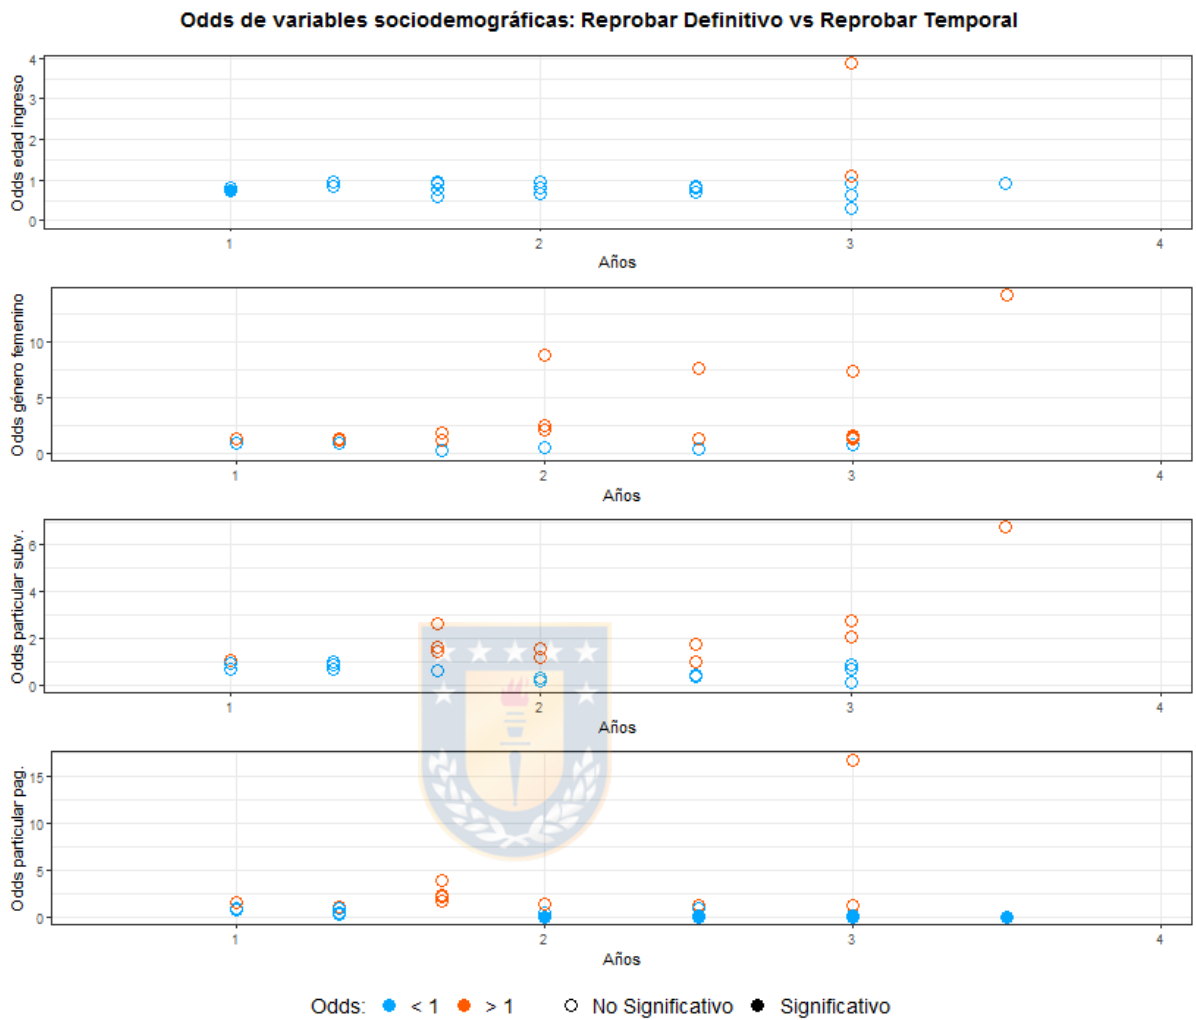 Odds de variables sociodemográficas: Reprobar Definitivo vs Reprobar Temporal
Odds edad ingreso
4
3
2
1
0
1 2 3 4
Años
Odds género femenino
10
5
0
1 2 3 4
Años
Odds particular subv.
6
4
2
0
1 2 3 4
Años
Odds particular pag.
15
10
5
0
1 2 3 4
Años
Odds: < 1 > 1 No Significativo Significativo